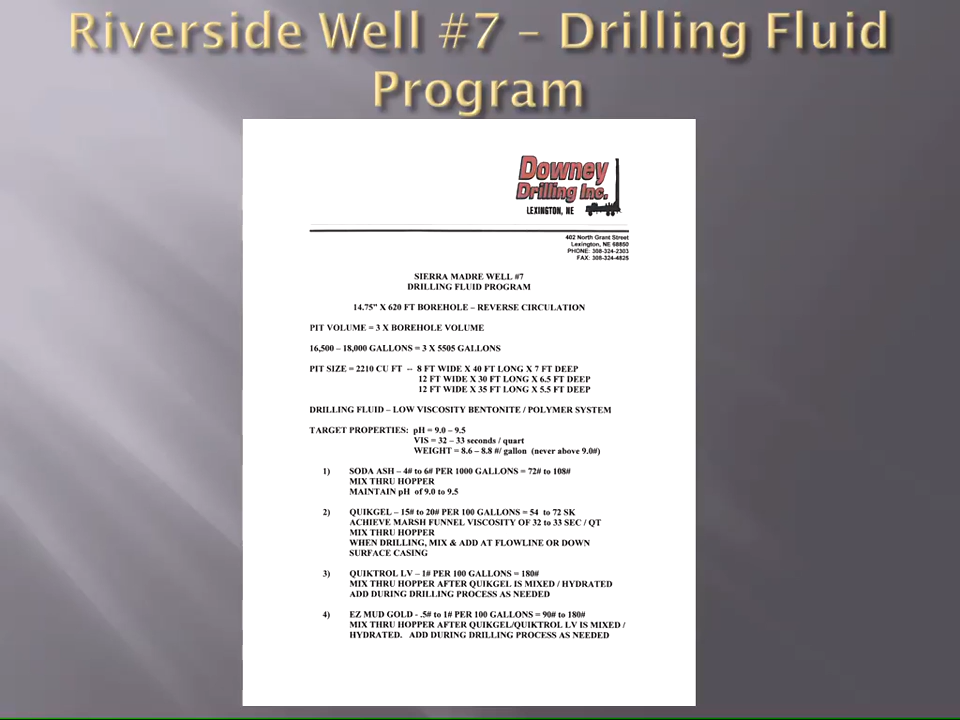 Riverside Well #7 – Drilling Fluid
Program
Downey
Drilling Inc.
LEXINGTON, NE
402 North Grant Street
Lexington, NE 68850
PHONE: 308-324-2303
FAX: 308-324-4825
SIERRA MADRE WELL #7
DRILLING FLUID PROGRAM
14.75" X 620 FT BOREHOLE – REVERSE CIRCULATION
PIT VOLUME = 3 X BOREHOLE VOLUME
16,500 – 18,000 GALLONS = 3 X 5505 GALLONS
PIT SIZE = 2210 CU FT -- 8 FT WIDE X 40 FT LONG X 7 FT DEEP
12 FT WIDE X 30 FT LONG X 6.5 FT DEEP
12 FT WIDE X 35 FT LONG X 5.5 FT DEEP
DRILLING FLUID – LOW VISCOSITY BENTONITE / POLYMER SYSTEM
TARGET PROPERTIES: pH = 9.0 – 9.5
VIS = 32 – 33 seconds / quart
WEIGHT = 8.6 – 8.8 #/ gallon (never above 9.0#)
1) SODA ASH – 4# to 6# PER 1000 GALLONS = 72# to 108#
MIX THRU HOPPER
MAINTAIN pH of 9.0 to 9.5
2) QUIKGEL – 15# to 20# PER 100 GALLONS = 54 to 72 SK
ACHIEVE MARSH FUNNEL VISCOSITY OF 32 to 33 SEC / QT
MIX THRU HOPPER
WHEN DRILLING, MIX & ADD AT FLOWLINE OR DOWN
SURFACE CASING
3) QUIKTROL LV – 1# PER 100 GALLONS = 180#
MIX THRU HOPPER AFTER QUIKGEL IS MIXED / HYDRATED
ADD DURING DRILLING PROCESS AS NEEDED
4) EZ MUD GOLD - .5# to 1# PER 100 GALLONS = 90# to 180#
MIX THRU HOPPER AFTER QUIKGEL/QUIKTROL LV IS MIXED /
HYDRATED. ADD DURING DRILLING PROCESS AS NEEDED